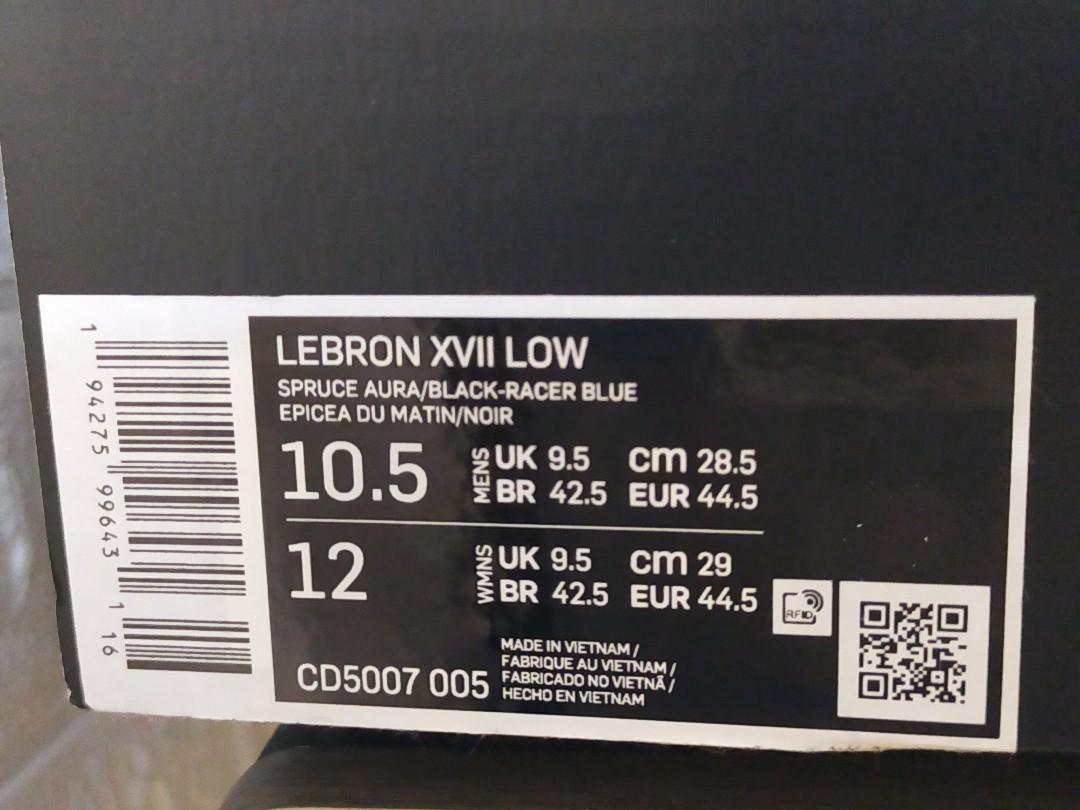 1 94275 99643 1 16
LEBRON XVII LOW
SPRUCE AURA/BLACK-RACER BLUE
EPICEA DU MATIN/NOIR
10.5 MENS UK 9.5 cm 28.5
BR 42.5 EUR 44.5
12 WMNS UK 9.5 cm 29
BR 42.5 EUR 44.5
RFID
CD5007 005
MADE IN VIETNAM /
FABRIQUE AU VIETNAM /
FABRICADO NO VIETNÃ /
HECHO EN VIETNAM